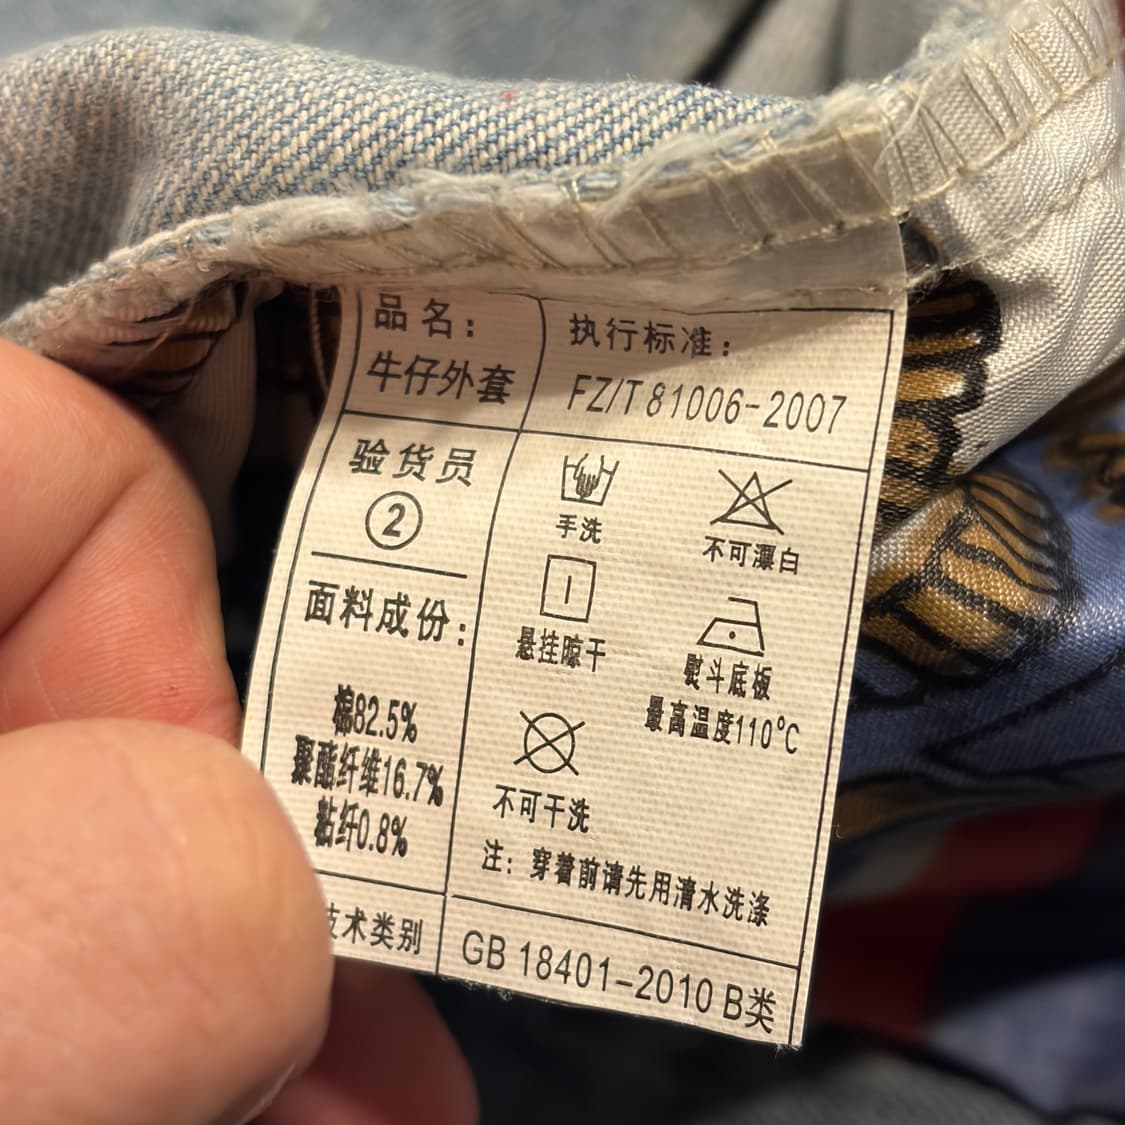 品名：
牛仔外套
执行标准：
FZ/T 81006-2007
验货员
②
面料成份：
棉82.5%
聚酯纤维16.7%
粘纤0.8%
手洗
不可漂白
悬挂晾干
熨斗底板
最高温度110℃
不可干洗
注：穿着前请先用清水洗涤
技术类别
GB 18401-2010 B类